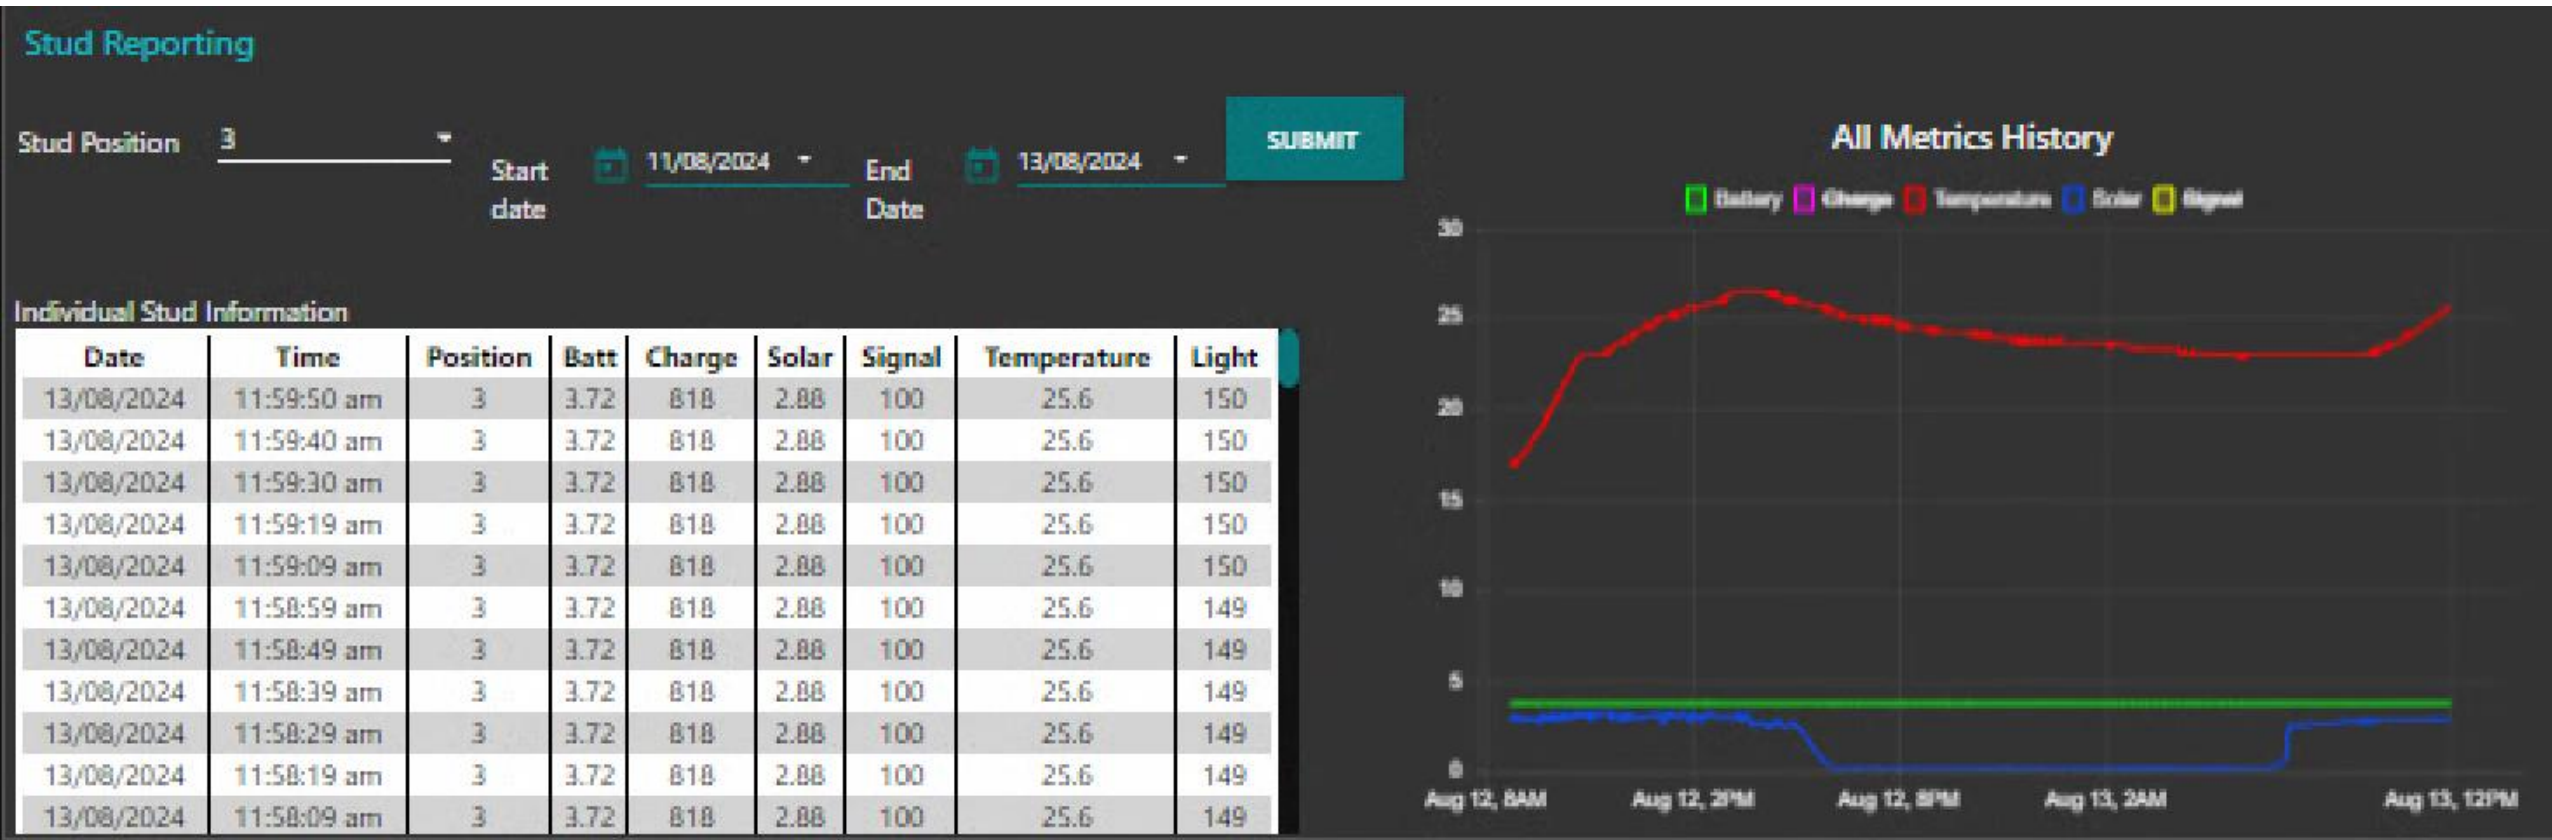 Stud Reporting
Stud Position 3
Start date 11/08/2024
End Date 13/08/2024
SUBMIT
Individual Stud Information
Date Time Position Batt Charge Solar Signal Temperature Light
13/08/2024 11:59:50 am 3 3.72 818 2.88 100 25.6 150
13/08/2024 11:59:40 am 3 3.72 818 2.88 100 25.6 150
13/08/2024 11:59:30 am 3 3.72 818 2.88 100 25.6 150
13/08/2024 11:59:19 am 3 3.72 818 2.88 100 25.6 150
13/08/2024 11:59:09 am 3 3.72 818 2.88 100 25.6 150
13/08/2024 11:58:59 am 3 3.72 818 2.88 100 25.6 149
13/08/2024 11:58:49 am 3 3.72 818 2.88 100 25.6 149
13/08/2024 11:58:39 am 3 3.72 818 2.88 100 25.6 149
13/08/2024 11:58:29 am 3 3.72 818 2.88 100 25.6 149
13/08/2024 11:58:19 am 3 3.72 818 2.88 100 25.6 149
13/08/2024 11:58:09 am 3 3.72 818 2.88 100 25.6 149
All Metrics History
Battery Charge Temperature Solar Signal
30
25
20
15
10
5
0
Aug 12, 8AM Aug 12, 2PM Aug 12, 8PM Aug 13, 2AM Aug 13, 12PM